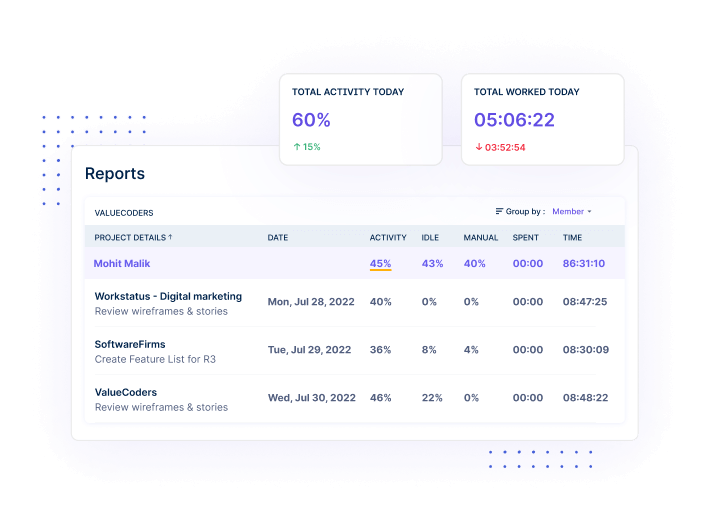 TOTAL ACTIVITY TODAY
60%
↑ 15%
TOTAL WORKED TODAY
05:06:22
↓ 03:52:54
Reports
VALUECODERS Group by : Member
PROJECT DETAILS ↑ DATE ACTIVITY IDLE MANUAL SPENT TIME
Mohit Malik 45% 43% 40% 00:00 86:31:10
Workstatus - Digital marketing
Review wireframes & stories
Mon, Jul 28, 2022 40% 0% 0% 00:00 08:47:25
SoftwareFirms
Create Feature List for R3
Tue, Jul 29, 2022 36% 8% 4% 00:00 08:30:09
ValueCoders
Review wireframes & stories
Wed, Jul 30, 2022 46% 22% 0% 00:00 08:48:22